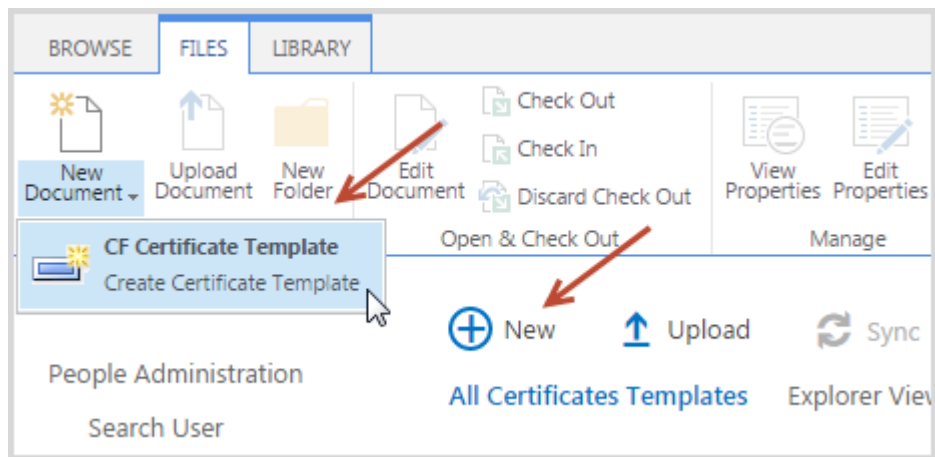 BROWSE FILES LIBRARY
New Document
Upload Document
New Folder
Edit Document
Check Out
Check In
Discard Check Out
View Properties
Edit Properties
Open & Check Out
Manage
CF Certificate Template
Create Certificate Template
New Upload Sync
People Administration
All Certificates Templates Explorer View
Search User